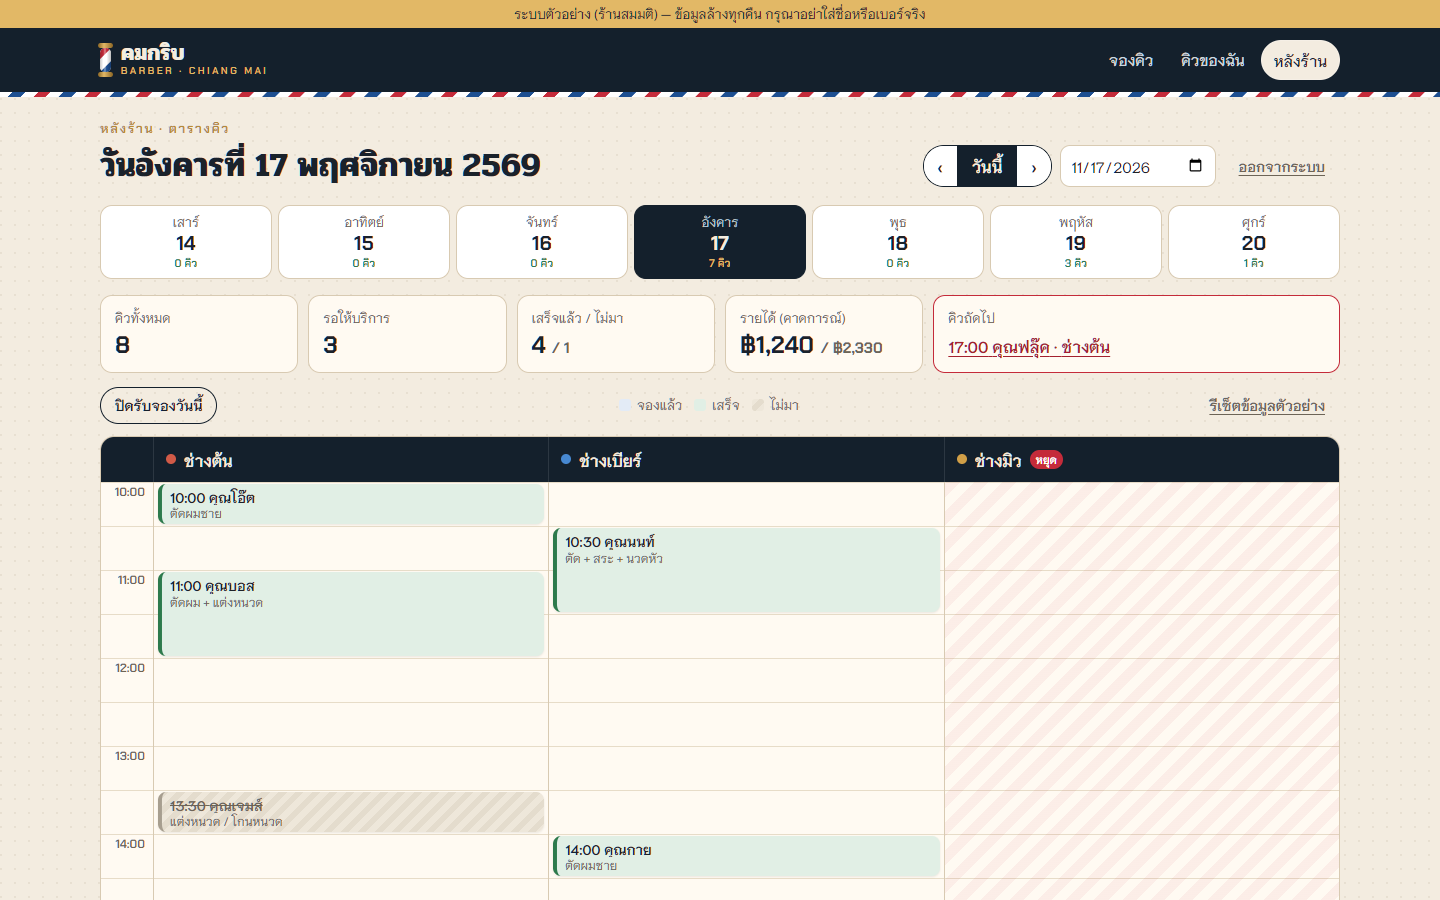 ระบบตัวอย่าง (ร้านสมมติ) — ข้อมูลล้างทุกคืน กรุณาอย่าใส่ชื่อหรือเบอร์จริง
คมกริบ
BARBER · CHIANG MAI
จองคิว คิวของฉัน หลังร้าน
หลังร้าน · ตารางคิว
วันอังคารที่ 17 พฤศจิกายน 2569
‹ วันนี้ › 11/17/2026 ออกจากระบบ
เสาร์ อาทิตย์ จันทร์ อังคาร พุธ พฤหัส ศุกร์
14 15 16 17 18 19 20
0 คิว 0 คิว 0 คิว 7 คิว 0 คิว 3 คิว 1 คิว
คิวทั้งหมด รอให้บริการ เสร็จแล้ว / ไม่มา รายได้ (คาดการณ์) คิวถัดไป
8 3 4 / 1 ฿1,240 / ฿2,330 17:00 คุณฟลุ๊ค · ช่างต้น
ปิดรับจองวันนี้ จองแล้ว เสร็จ ไม่มา รีเซ็ตข้อมูลตัวอย่าง
ช่างต้น ช่างเบียร์ ช่างมิว หยุด
10:00 10:00 คุณโอ๊ต
ตัดผมชาย
10:30 คุณนนท์
ตัด + สระ + นวดหัว
11:00 11:00 คุณบอส
ตัดผม + แต่งหนวด
12:00
13:00
13:30 คุณเจมส์
แต่งหนวด / โกนหนวด
14:00 14:00 คุณกาย
ตัดผมชาย